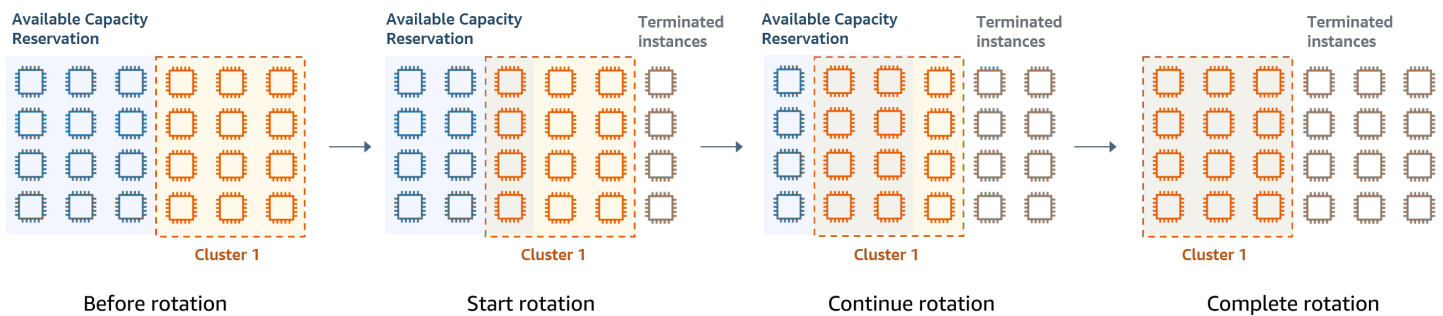 Available Capacity
Reservation
Cluster 1
Before rotation
Available Capacity
Reservation
Terminated
instances
Cluster 1
Start rotation
Available Capacity
Reservation
Terminated
instances
Cluster 1
Continue rotation
Terminated
instances
Cluster 1
Complete rotation